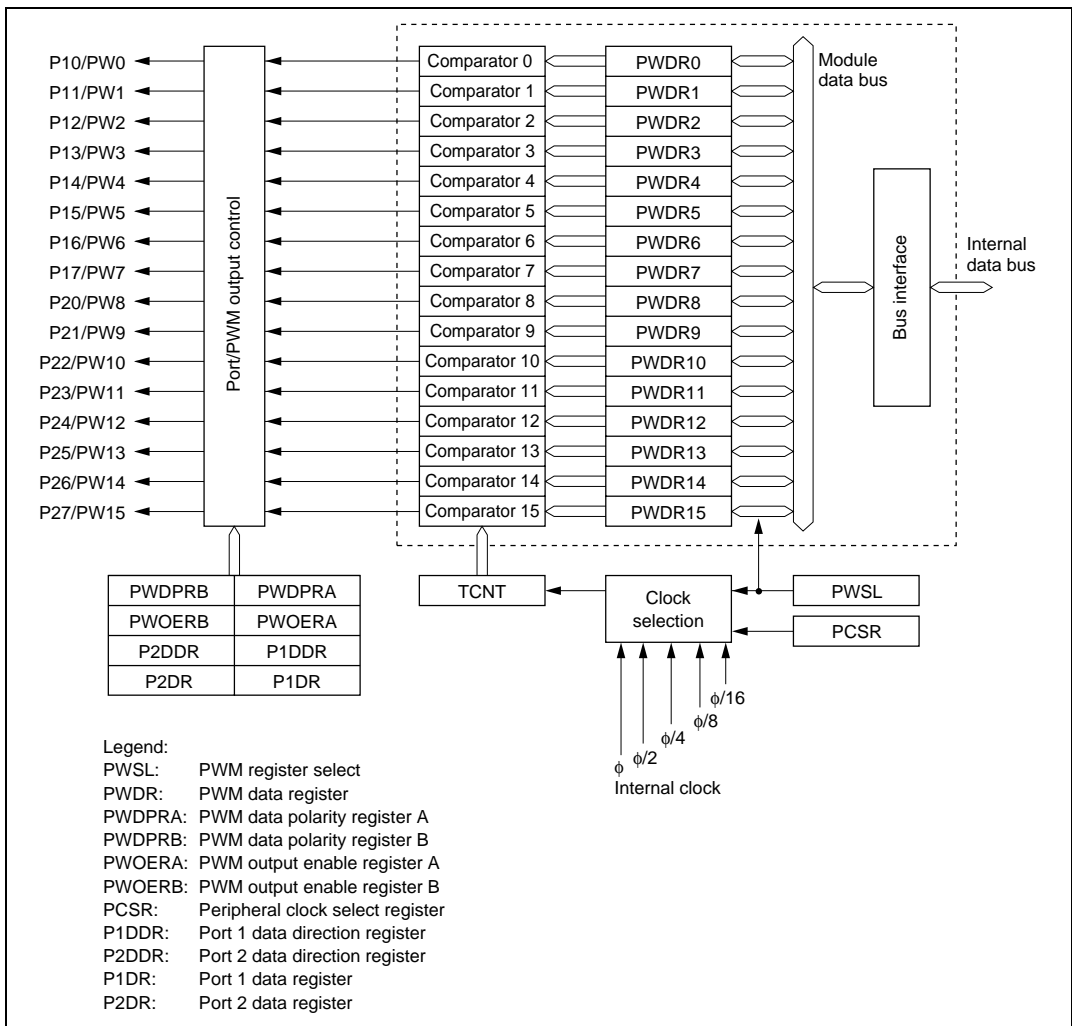 P10/PW0 Comparator 0 PWDR0 Module
P11/PW1 Comparator 1 PWDR1 data bus
P12/PW2 Comparator 2 PWDR2
P13/PW3 Comparator 3 PWDR3
P14/PW4 Comparator 4 PWDR4
P15/PW5 Comparator 5 PWDR5
P16/PW6 Comparator 6 PWDR6
P17/PW7 Comparator 7 PWDR7
P20/PW8 Comparator 8 PWDR8
P21/PW9 Comparator 9 PWDR9
P22/PW10 Comparator 10 PWDR10
P23/PW11 Comparator 11 PWDR11
P24/PW12 Comparator 12 PWDR12
P25/PW13 Comparator 13 PWDR13
P26/PW14 Comparator 14 PWDR14
P27/PW15 Comparator 15 PWDR15
Port/PWM output control
Bus interface
Internal
data bus
PWDPRB PWDPRA
PWOERB PWOERA
P2DDR P1DDR
P2DR P1DR
TCNT
Clock
selection
PWSL
PCSR
ϕ/16
ϕ/8
ϕ/4
ϕ/2
ϕ
Internal clock
Legend:
PWSL: PWM register select
PWDR: PWM data register
PWDPRA: PWM data polarity register A
PWDPRB: PWM data polarity register B
PWOERA: PWM output enable register A
PWOERB: PWM output enable register B
PCSR: Peripheral clock select register
P1DDR: Port 1 data direction register
P2DDR: Port 2 data direction register
P1DR: Port 1 data register
P2DR: Port 2 data register